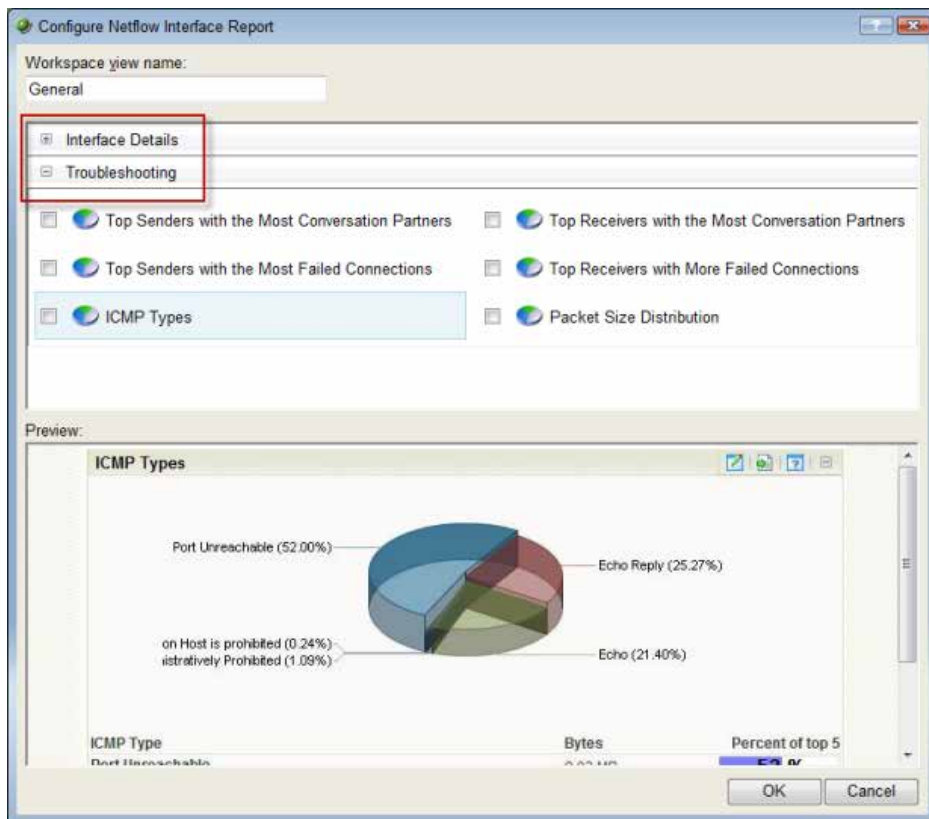 Configure Netflow Interface Report
Workspace view name:
General
Interface Details
Troubleshooting
Top Senders with the Most Conversation Partners
Top Receivers with the Most Conversation Partners
Top Senders with the Most Failed Connections
Top Receivers with More Failed Connections
ICMP Types
Packet Size Distribution
Preview:
ICMP Types
Port Unreachable (52.00%)
Echo Reply (25.27%)
on Host is prohibited (0.24%)
istratively Prohibited (1.09%)
Echo (21.40%)
ICMP Type Bytes Percent of top 5
Port Unreachable
OK Cancel